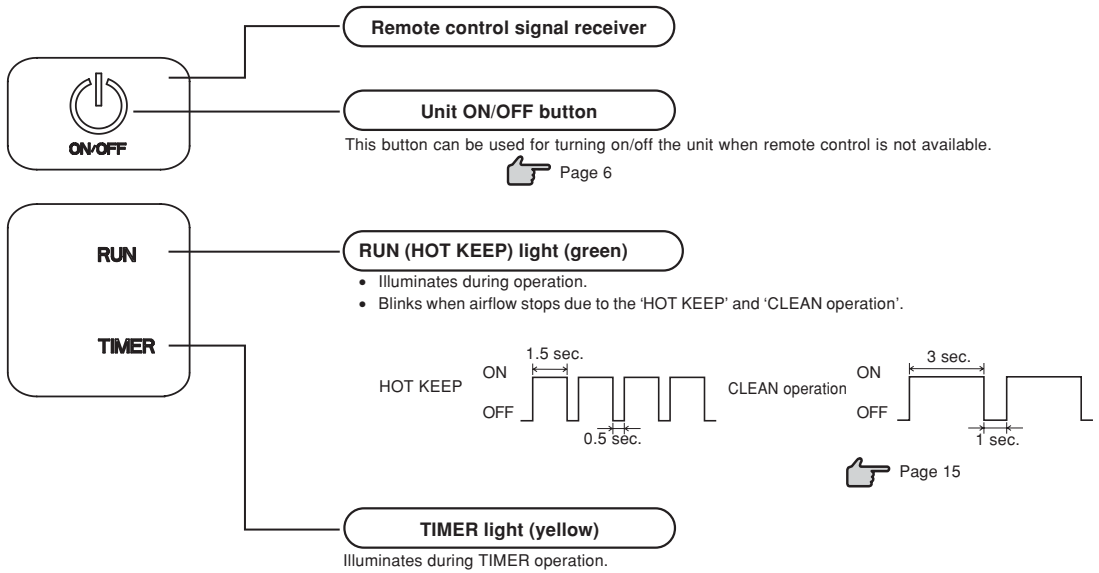 Remote control signal receiver
ON/OFF
Unit ON/OFF button
This button can be used for turning on/off the unit when remote control is not available.
Page 6
RUN
RUN (HOT KEEP) light (green)
• Illuminates during operation.
• Blinks when airflow stops due to the ‘HOT KEEP’ and ‘CLEAN operation’.
TIMER
HOT KEEP
ON
OFF
1.5 sec.
0.5 sec.
CLEAN operation
ON
OFF
3 sec.
1 sec.
Page 15
TIMER light (yellow)
Illuminates during TIMER operation.